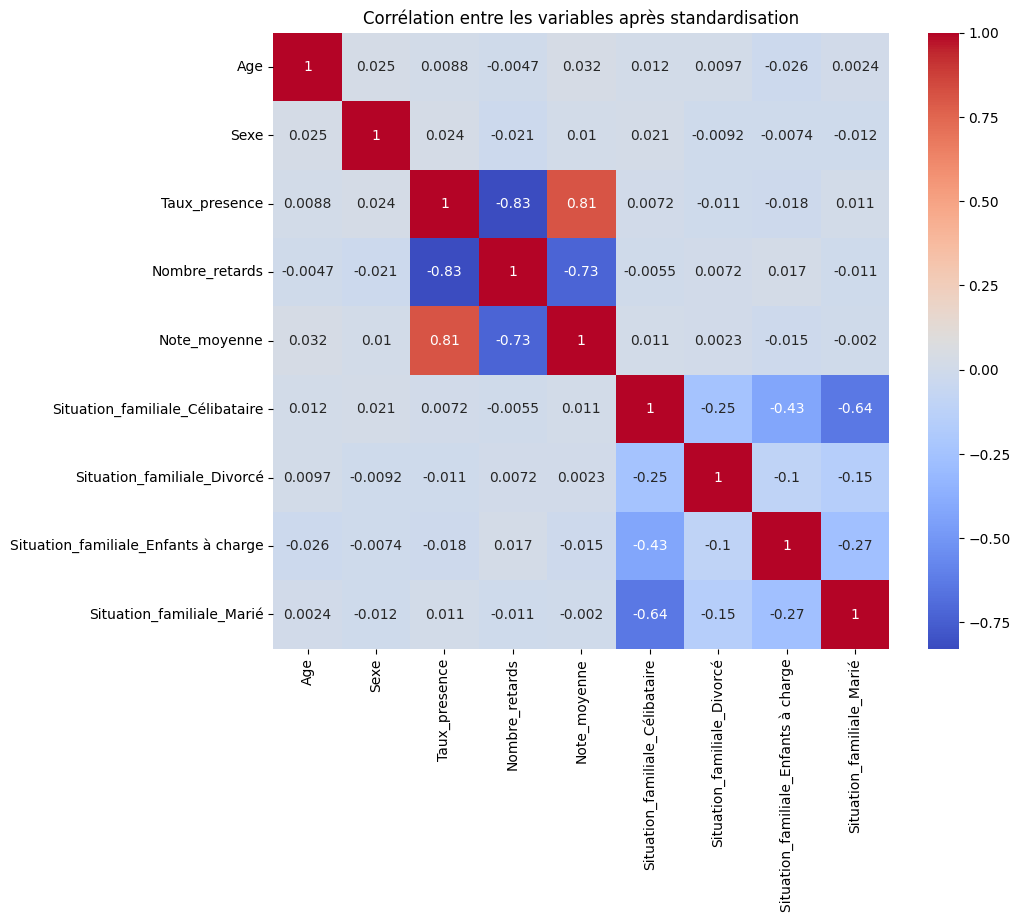 Corrélation entre les variables après standardisation
Age 1 0.025 0.0088 -0.0047 0.032 0.012 0.0097 -0.026 0.0024
Sexe 0.025 1 0.024 -0.021 0.01 0.021 -0.0092 -0.0074 -0.012
Taux_presence 0.0088 0.024 1 -0.83 0.81 0.0072 -0.011 -0.018 0.011
Nombre_retards -0.0047 -0.021 -0.83 1 -0.73 -0.0055 0.0072 0.017 -0.011
Note_moyenne 0.032 0.01 0.81 -0.73 1 0.011 0.0023 -0.015 -0.002
Situation_familiale_Célibataire 0.012 0.021 0.0072 -0.0055 0.011 1 -0.25 -0.43 -0.64
Situation_familiale_Divorcé 0.0097 -0.0092 -0.011 0.0072 0.0023 -0.25 1 -0.1 -0.15
Situation_familiale_Enfants à charge -0.026 -0.0074 -0.018 0.017 -0.015 -0.43 -0.1 1 -0.27
Situation_familiale_Marié 0.0024 -0.012 0.011 -0.011 -0.002 -0.64 -0.15 -0.27 1
Age
Sexe
Taux_presence
Nombre_retards
Note_moyenne
Situation_familiale_Célibataire
Situation_familiale_Divorcé
Situation_familiale_Enfants à charge
Situation_familiale_Marié
1.00
0.75
0.50
0.25
0.00
−0.25
−0.50
−0.75